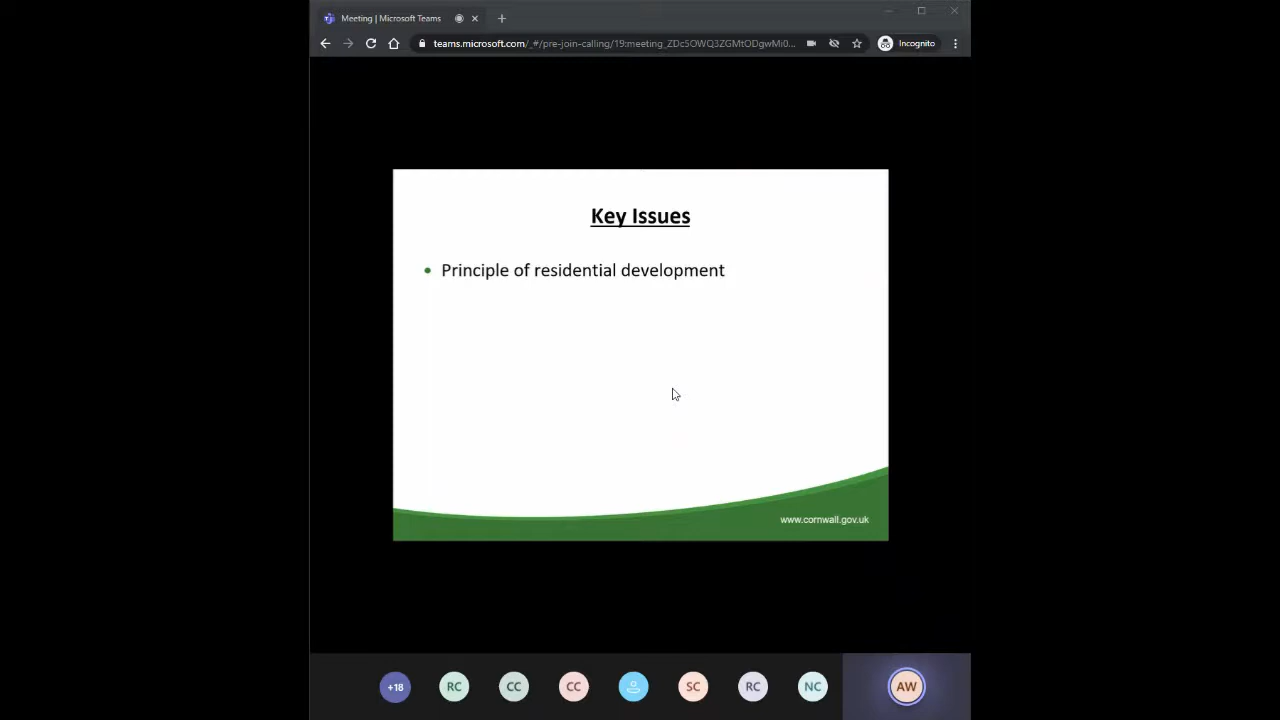 Meeting | Microsoft Teams
teams.microsoft.com/_#/pre-join-calling/19:meeting_ZDc5OWQ3ZGMtODgwMi0...
Incognito
Key Issues
• Principle of residential development
www.cornwall.gov.uk
+18 RC CC CC SC RC NC AW